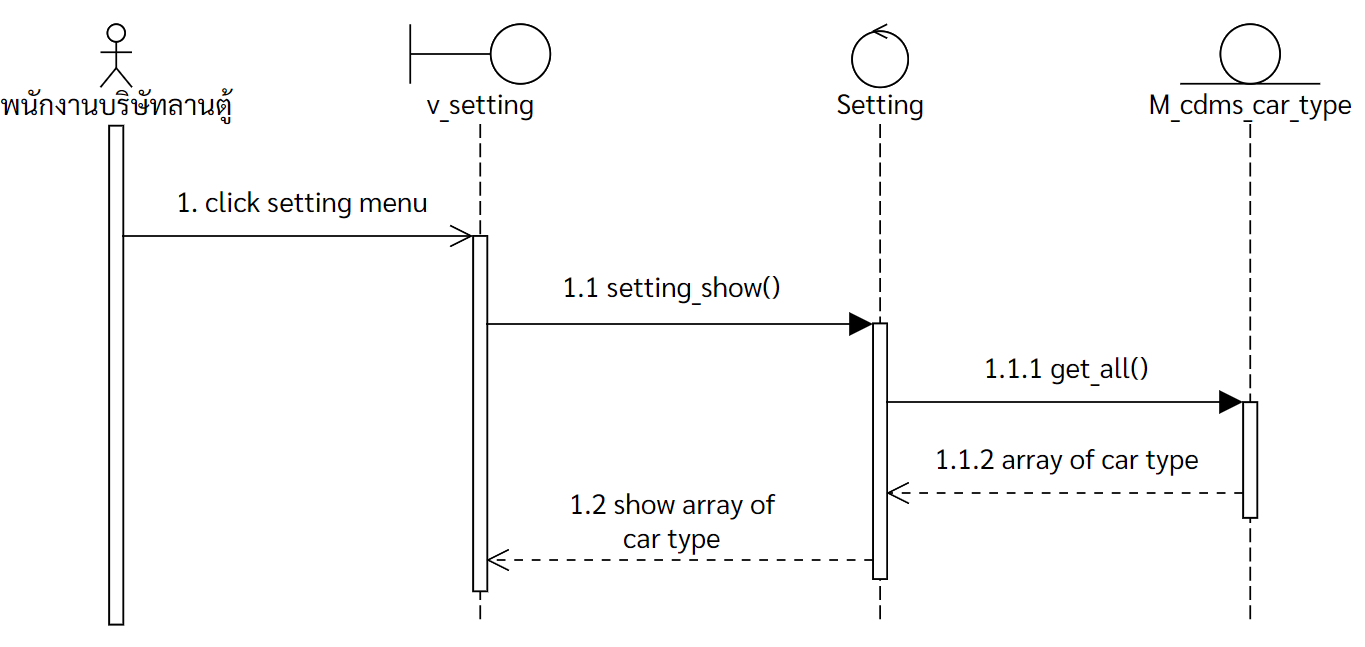 พนักงานบริษัทลานตู้
v_setting
Setting
M_cdms_car_type
1. click setting menu
1.1 setting_show()
1.1.1 get_all()
1.1.2 array of car type
1.2 show array of
car type